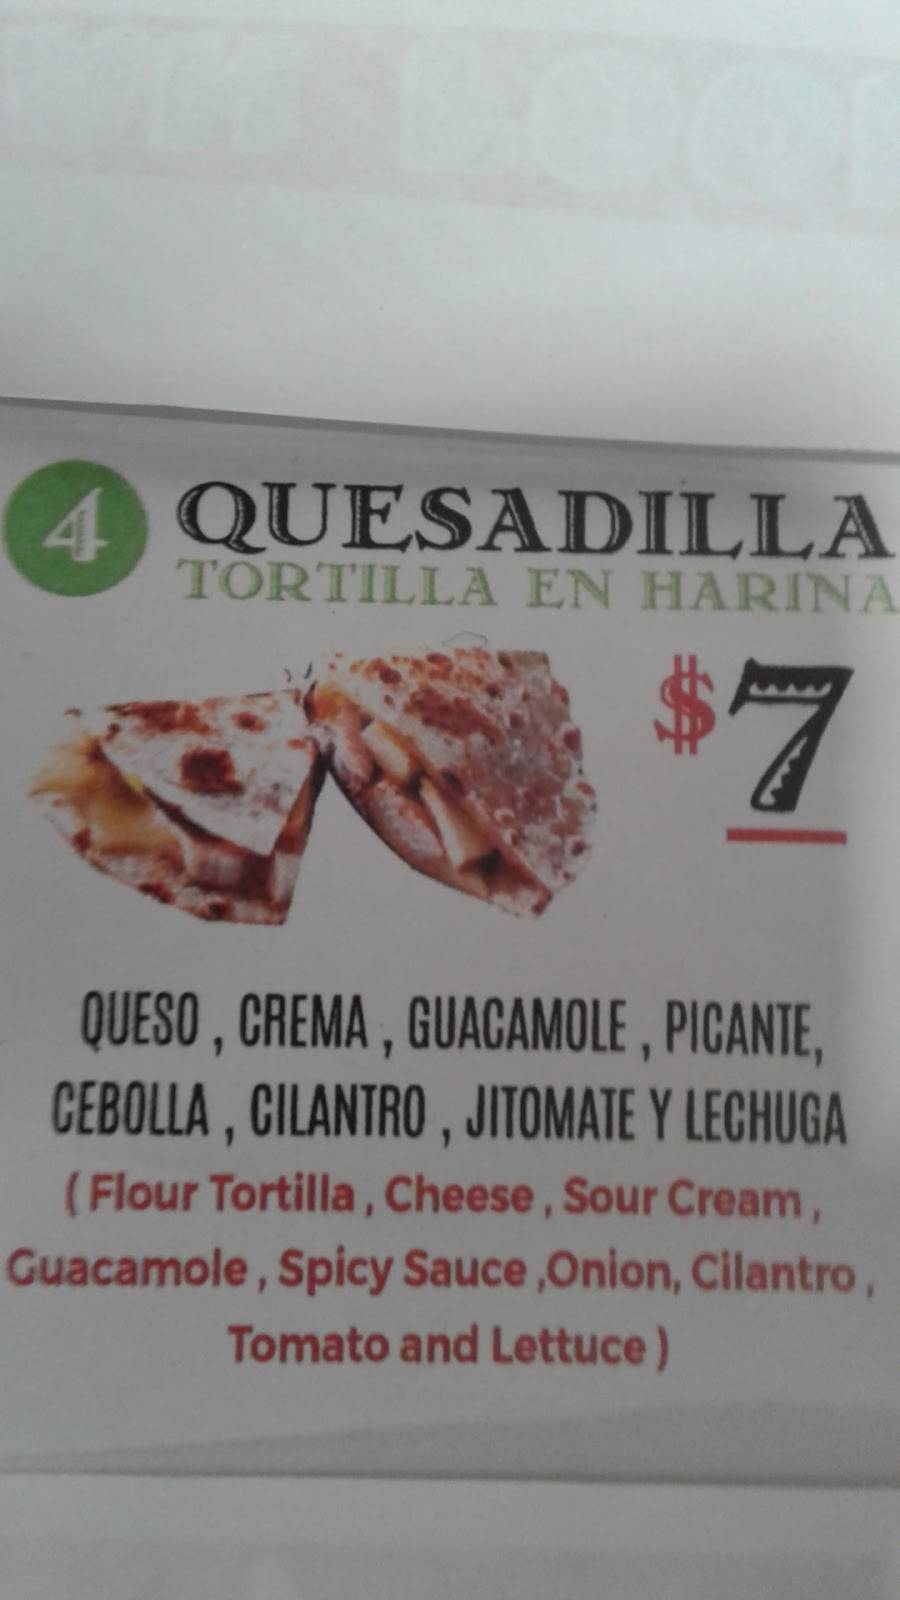 4 QUESADILLA
TORTILLA EN HARINA
$7
QUESO , CREMA , GUACAMOLE , PICANTE,
CEBOLLA , CILANTRO , JITOMATE Y LECHUGA
( Flour Tortilla , Cheese , Sour Cream ,
Guacamole , Spicy Sauce ,Onion, Cilantro ,
Tomato and Lettuce )